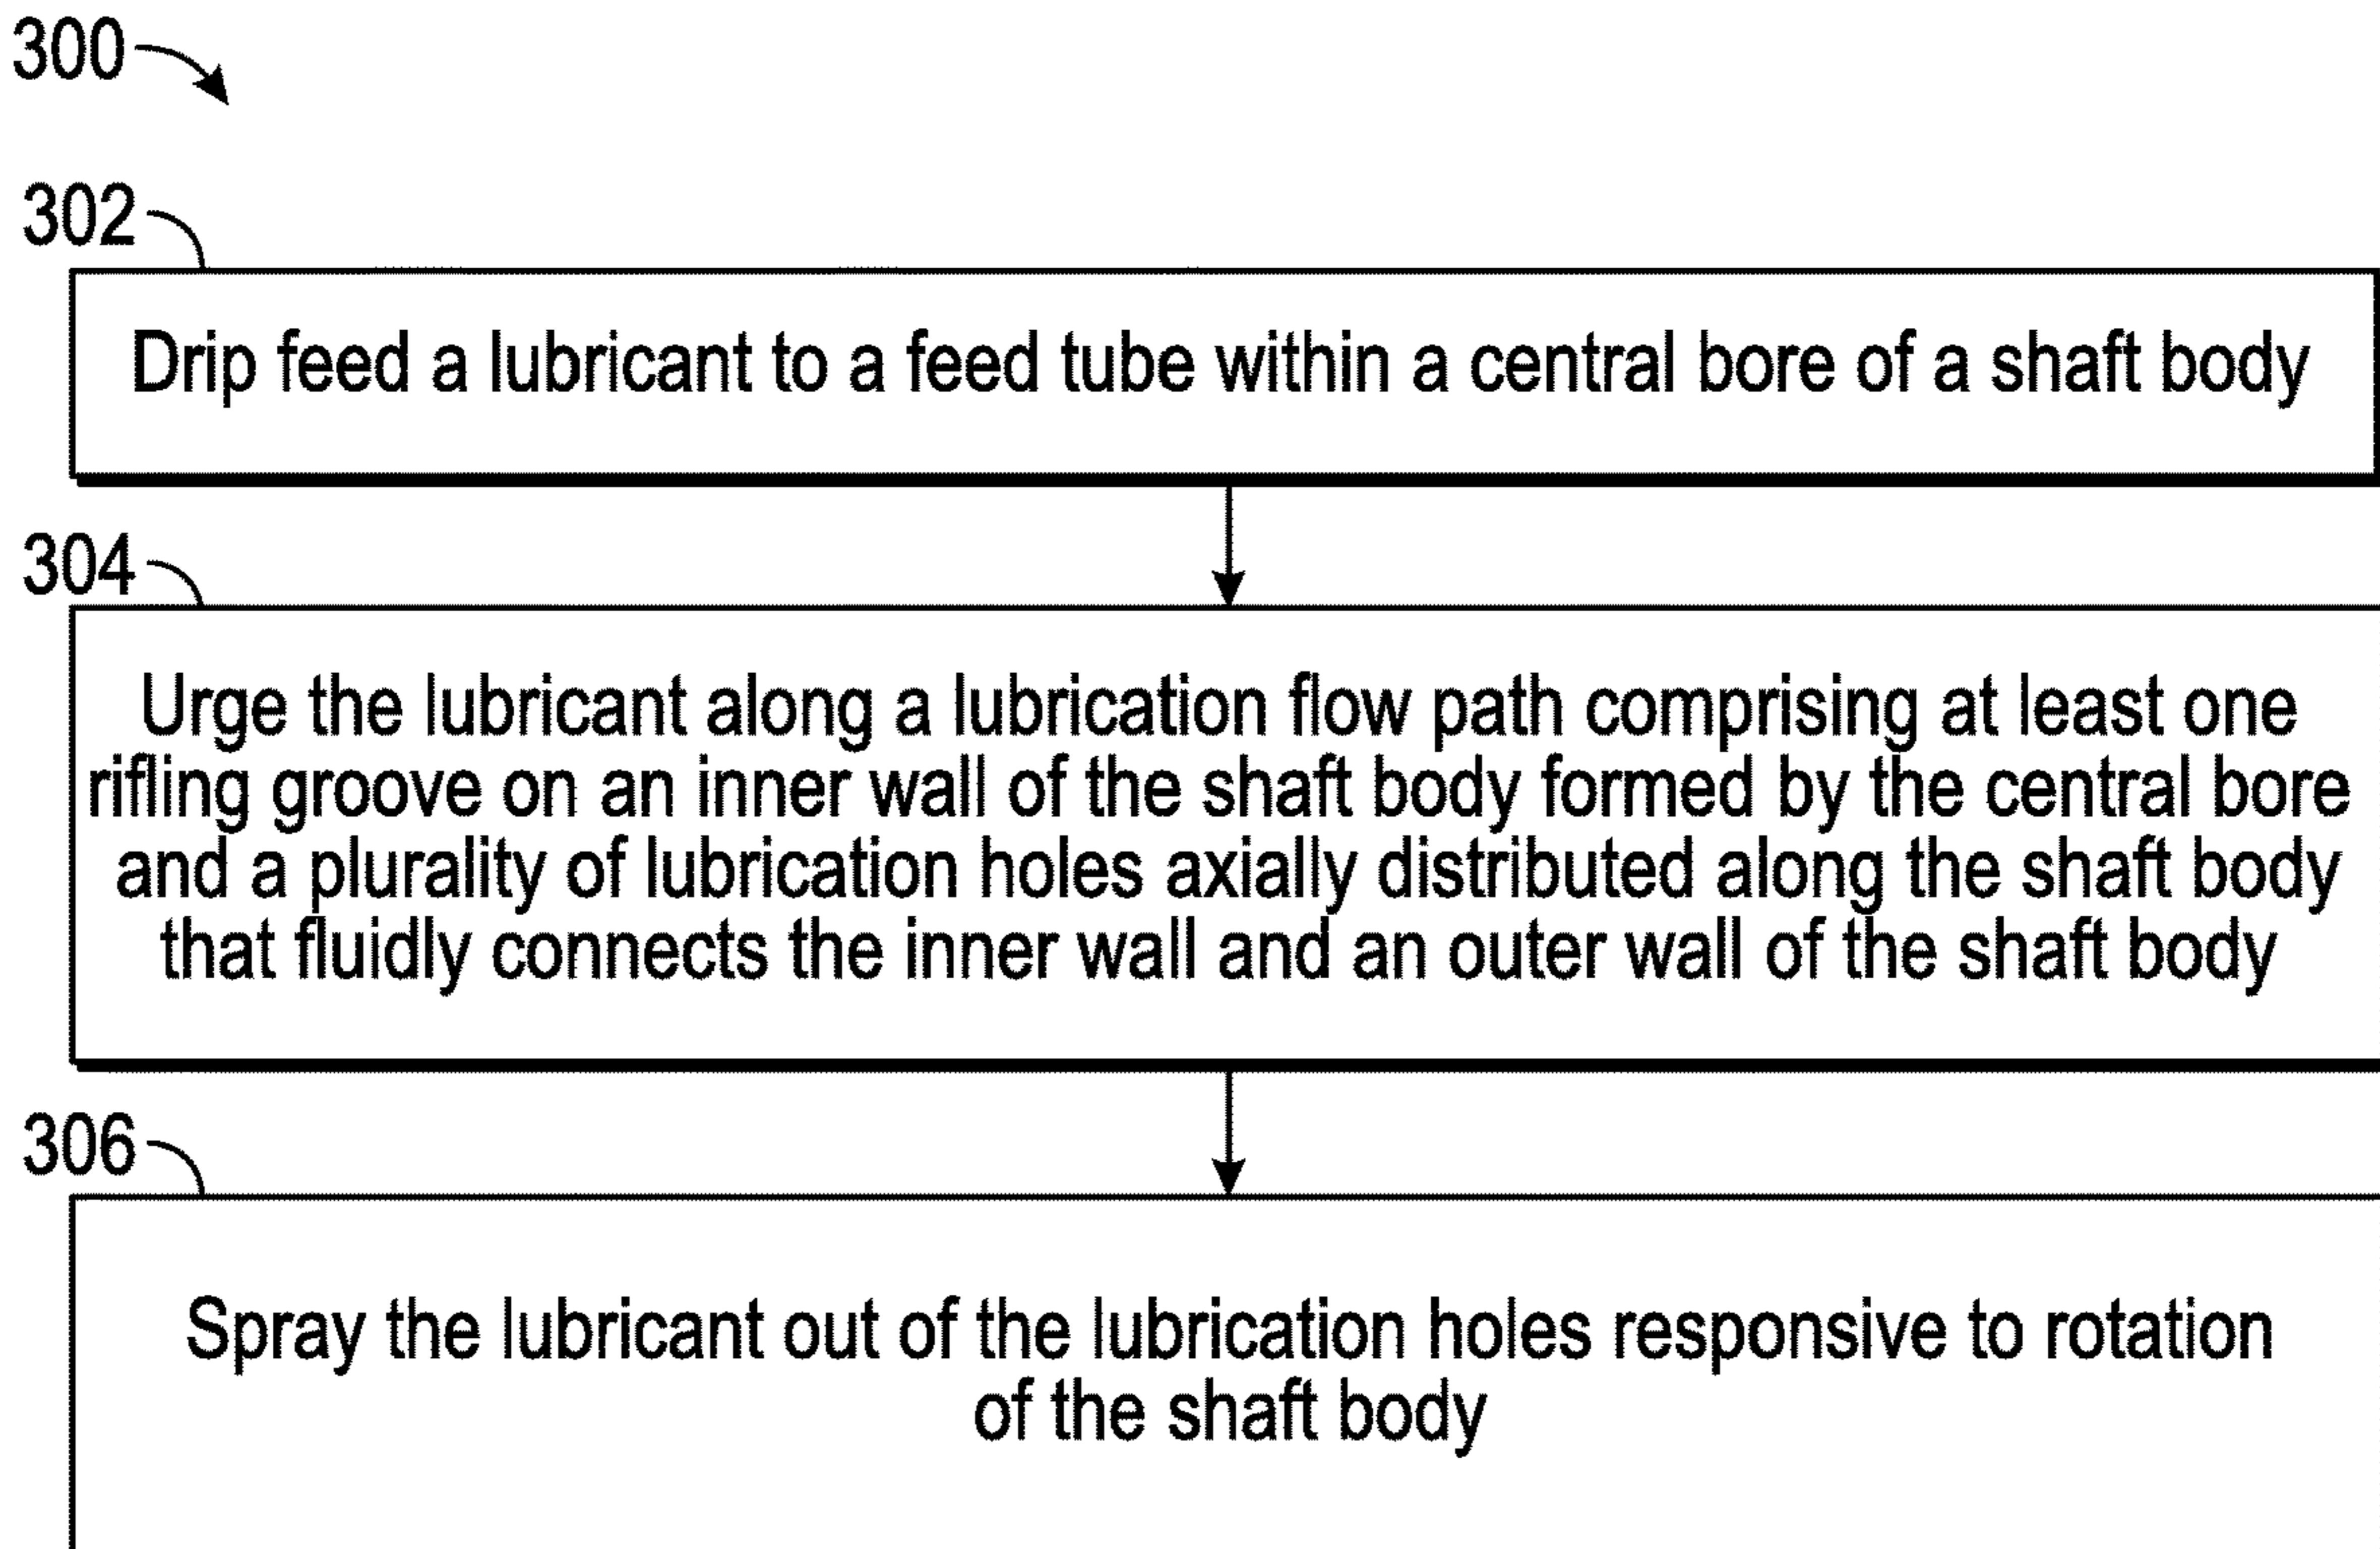 300
302
Drip feed a lubricant to a feed tube within a central bore of a shaft body
304
Urge the lubricant along a lubrication flow path comprising at least one
rifling groove on an inner wall of the shaft body formed by the central bore
and a plurality of lubrication holes axially distributed along the shaft body
that fluidly connects the inner wall and an outer wall of the shaft body
306
Spray the lubricant out of the lubrication holes responsive to rotation
of the shaft body